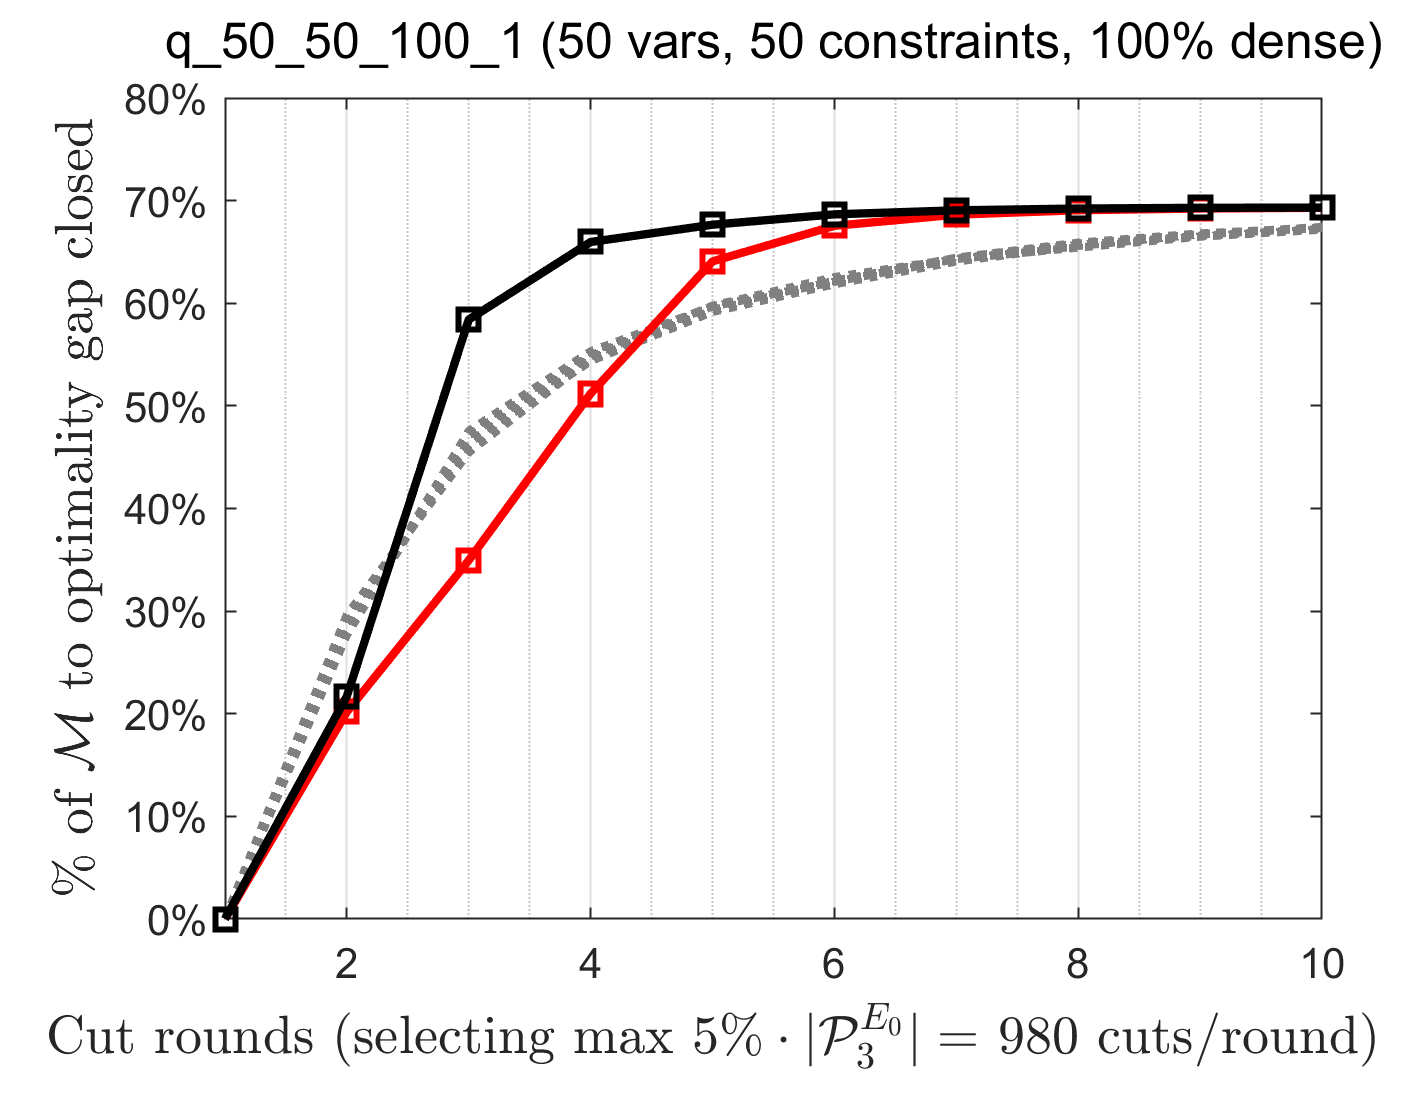 q_50_50_100_1 (50 vars, 50 constraints, 100% dense)
% of ℳ to optimality gap closed
80%
70%
60%
50%
40%
30%
20%
10%
0%
2 4 6 8 10
Cut rounds (selecting max 5% · |𝒫₃^{E₀}| = 980 cuts/round)